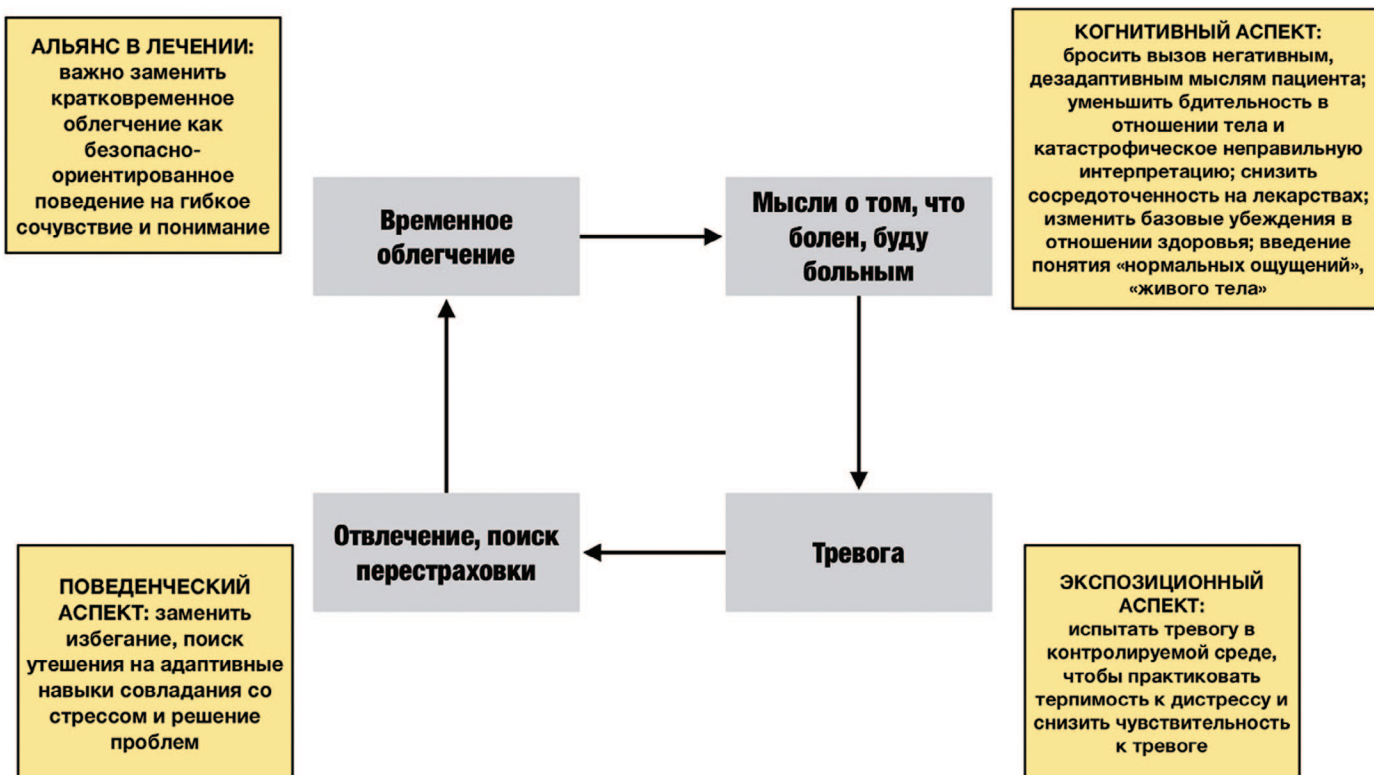 АЛЬЯНС В ЛЕЧЕНИИ:
важно заменить
кратковременное
облегчение как
безопасно-
ориентированное
поведение на гибкое
сочувствие и понимание
КОГНИТИВНЫЙ АСПЕКТ:
бросить вызов негативным,
дезадаптивным мыслям пациента;
уменьшить бдительность в
отношении тела и
катастрофическое неправильную
интерпретацию; снизить
сосредоточенность на лекарствах;
изменить базовые убеждения в
отношении здоровья; введение
понятия «нормальных ощущений»,
«живого тела»
Временное
облегчение
Мысли о том, что
болен, буду
больным
Отвлечение, поиск
перестраховки
Тревога
ПОВЕДЕНЧЕСКИЙ
АСПЕКТ: заменить
избегание, поиск
утешения на адаптивные
навыки совладания со
стрессом и решение
проблем
ЭКСПОЗИЦИОННЫЙ
АСПЕКТ:
испытать тревогу в
контролируемой среде,
чтобы практиковать
терпимость к дистрессу и
снизить чувствительность
к тревоге